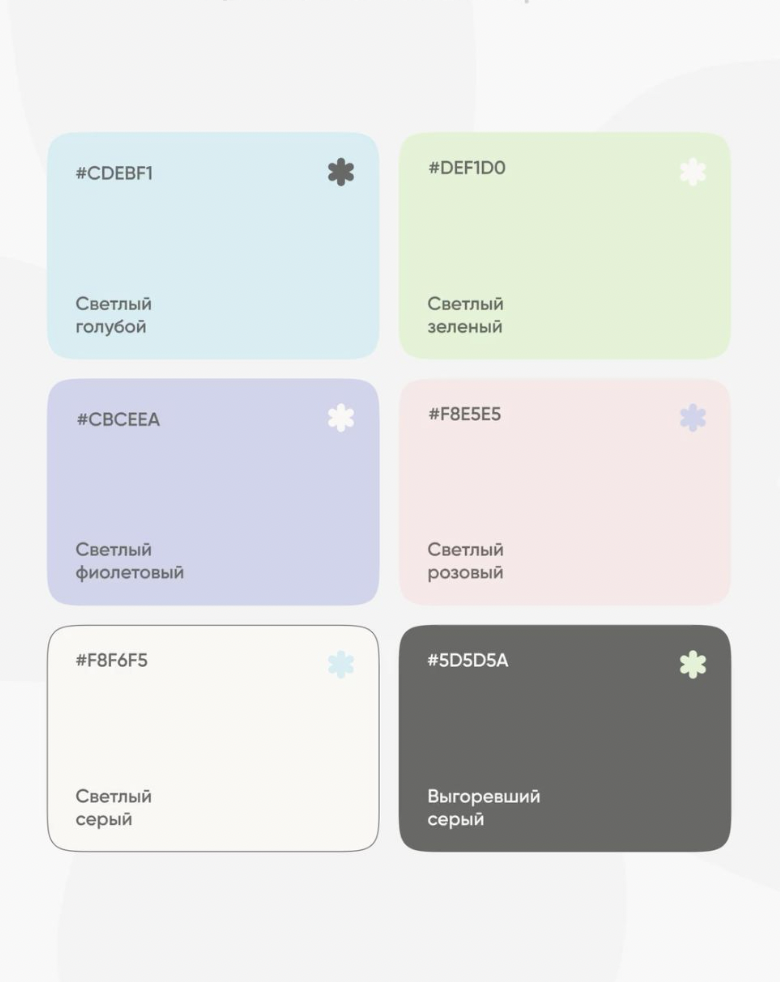 #CDEBF1
Светлый
голубой
#DEF1D0
Светлый
зеленый
#CBCEEA
Светлый
фиолетовый
#F8E5E5
Светлый
розовый
#F8F6F5
Светлый
серый
#5D5D5A
Выгоревший
серый